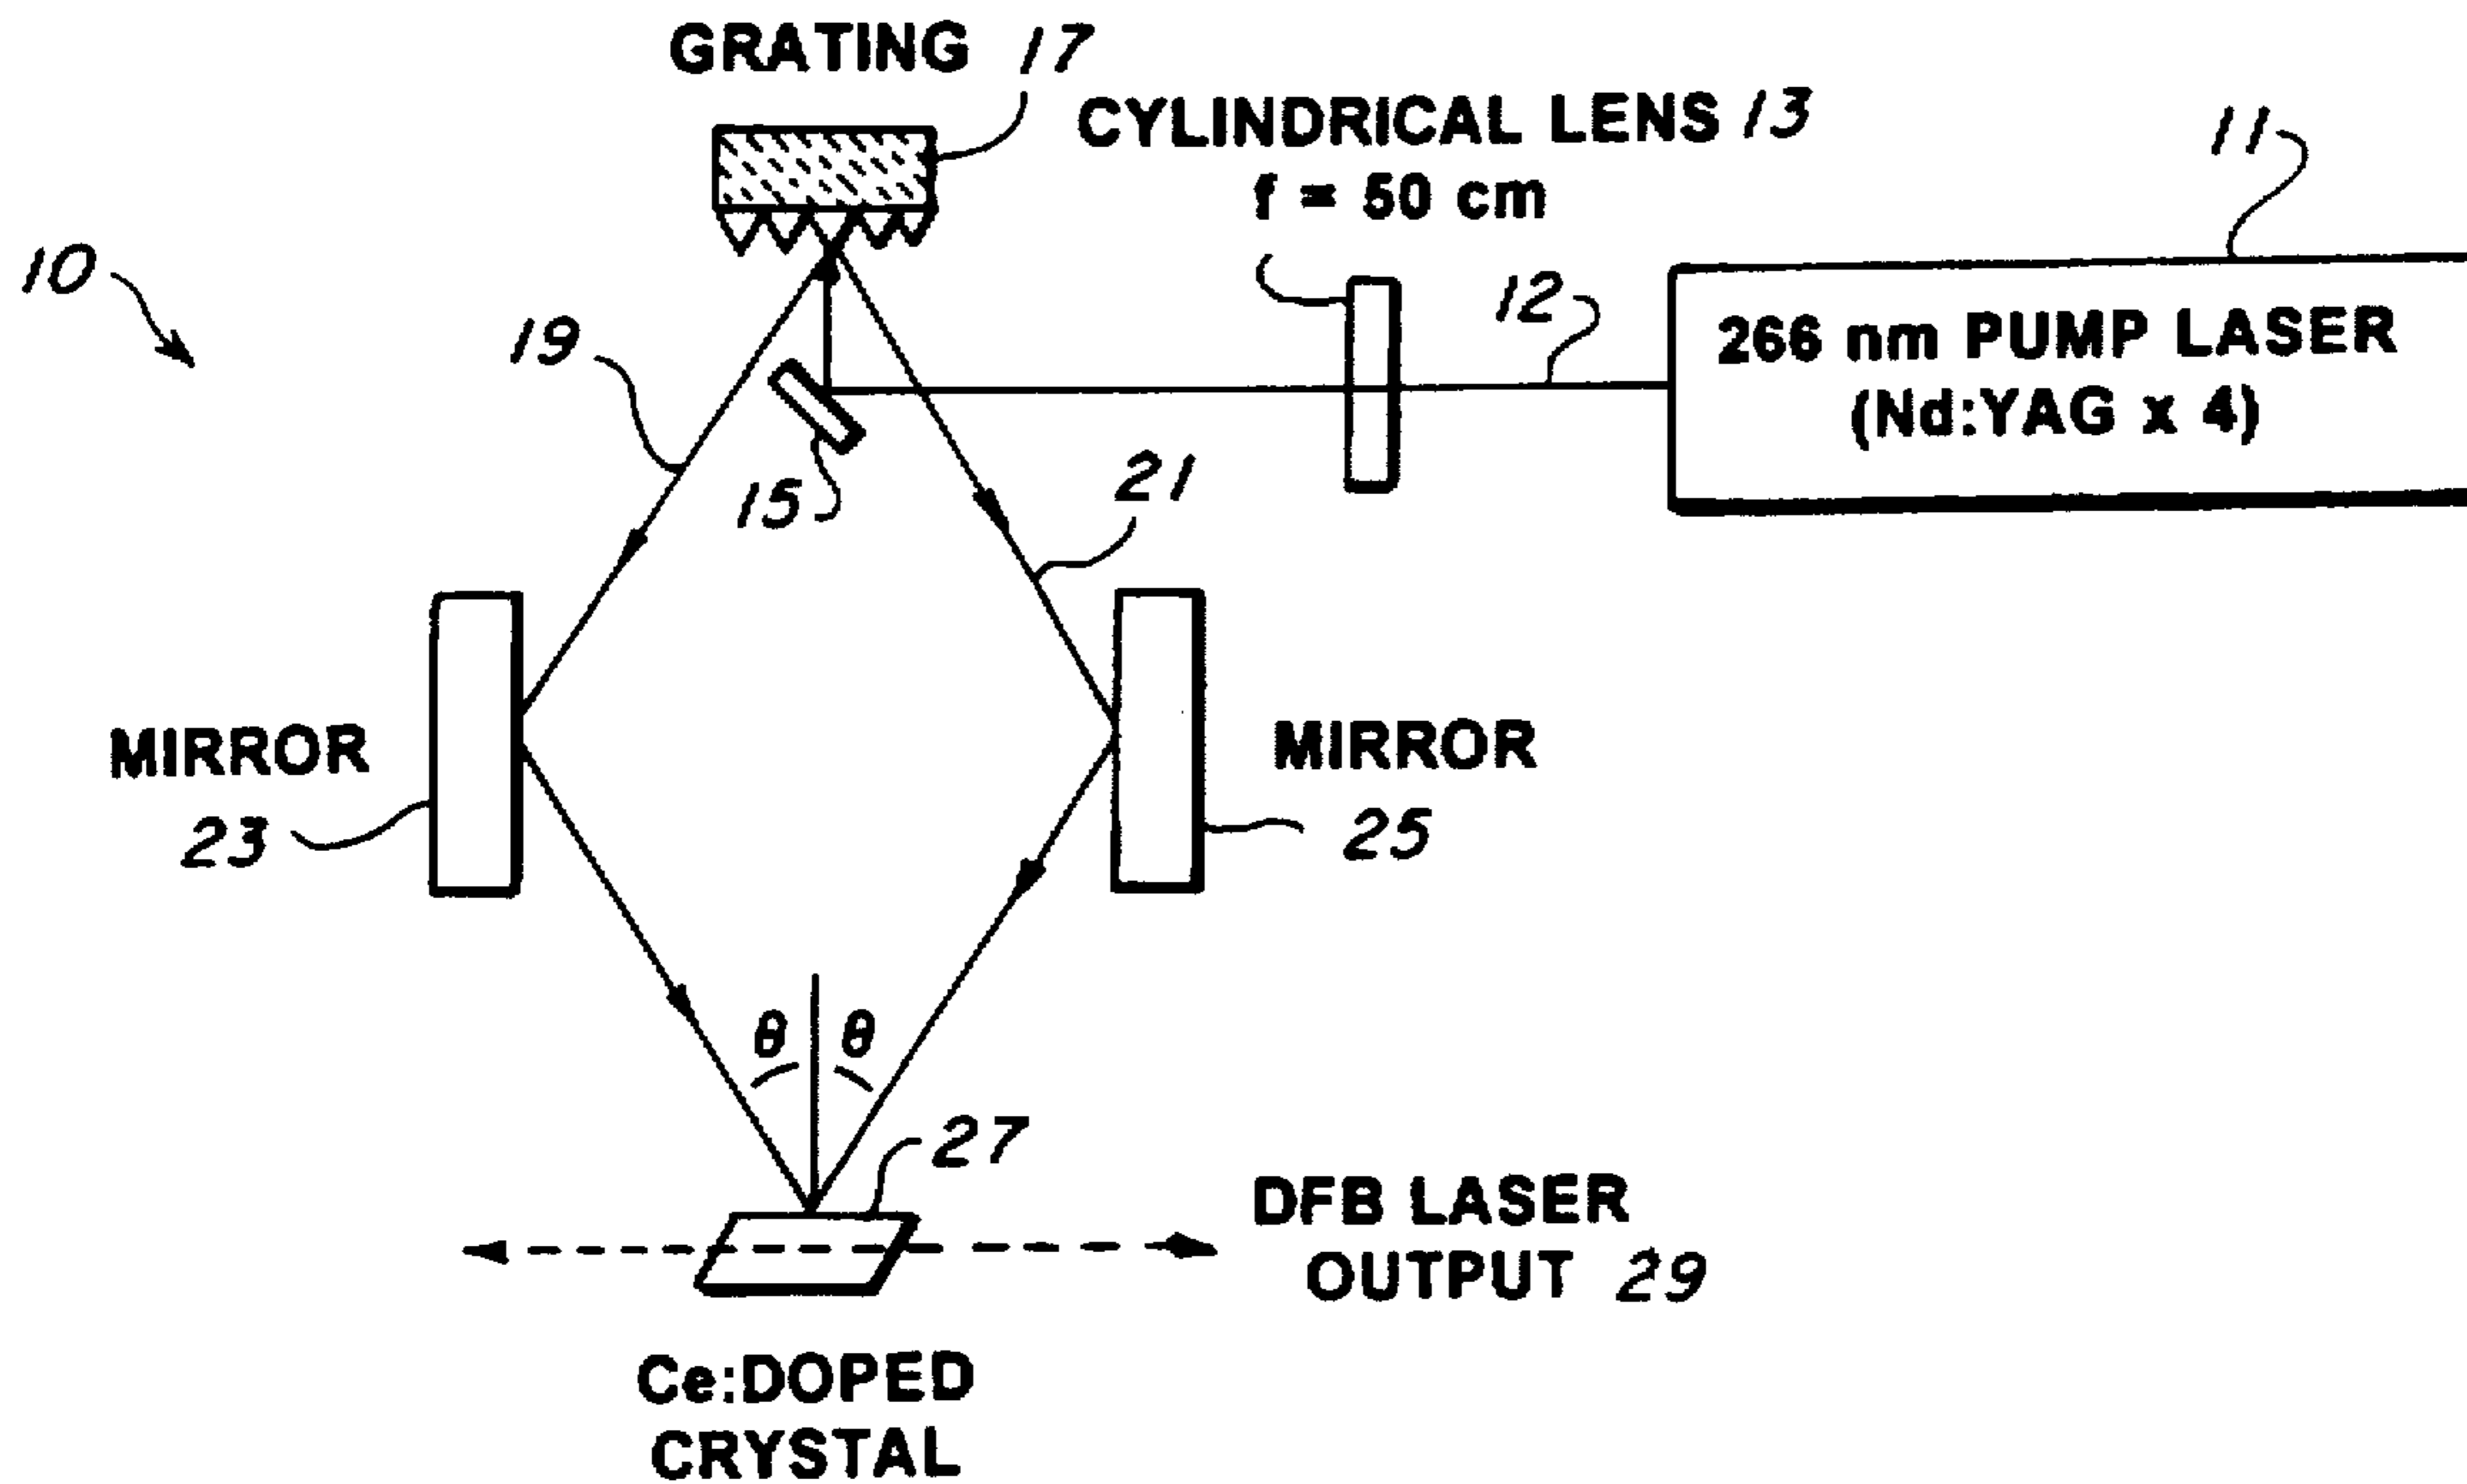 GRATING 17
CYLINDRICAL LENS 13
f = 50 cm
11
10
12
266 nm PUMP LASER
(Nd:YAG x 4)
19
15
21
MIRROR
23
MIRROR
25
θ θ
27
DFB LASER
OUTPUT 29
Ce:DOPED
CRYSTAL